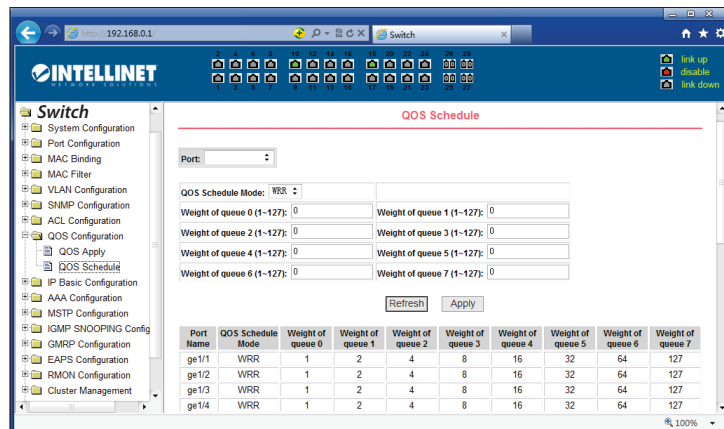 http://192.168.0.1/
Switch
2 4 6 8 10 12 14 16 18 20 22 24 26 28
1 3 5 7 9 11 13 15 17 19 21 23 25 27
link up
disable
link down
INTELLINET
NETWORK SOLUTIONS
Switch
System Configuration
Port Configuration
MAC Binding
MAC Filter
VLAN Configuration
SNMP Configuration
ACL Configuration
QOS Configuration
QOS Apply
QOS Schedule
IP Basic Configuration
AAA Configuration
MSTP Configuration
IGMP SNOOPING Config
GMRP Configuration
EAPS Configuration
RMON Configuration
Cluster Management
QOS Schedule
Port:
QOS Schedule Mode: WRR
Weight of queue 0 (1~127): 0 Weight of queue 1 (1~127): 0
Weight of queue 2 (1~127): 0 Weight of queue 3 (1~127): 0
Weight of queue 4 (1~127): 0 Weight of queue 5 (1~127): 0
Weight of queue 6 (1~127): 0 Weight of queue 7 (1~127): 0
Refresh Apply
Port Name QOS Schedule Mode Weight of queue 0 Weight of queue 1 Weight of queue 2 Weight of queue 3 Weight of queue 4 Weight of queue 5 Weight of queue 6 Weight of queue 7
ge1/1 WRR 1 2 4 8 16 32 64 127
ge1/2 WRR 1 2 4 8 16 32 64 127
ge1/3 WRR 1 2 4 8 16 32 64 127
ge1/4 WRR 1 2 4 8 16 32 64 127
100%